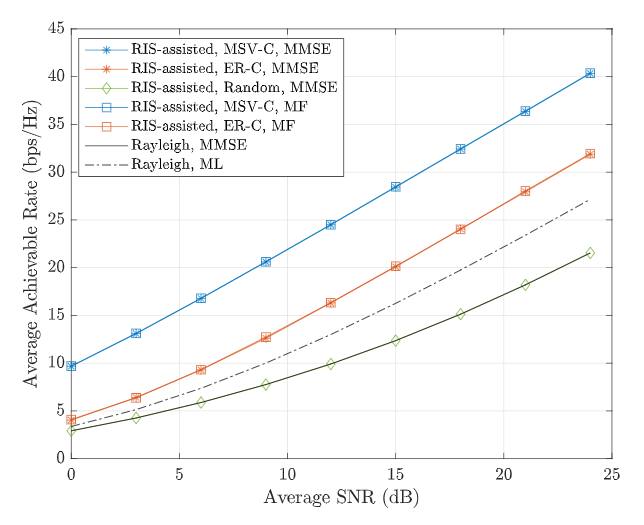 45
40
35
30
25
20
15
10
5
0
Average Achievable Rate (bps/Hz)
RIS-assisted, MSV-C, MMSE
RIS-assisted, ER-C, MMSE
RIS-assisted, Random, MMSE
RIS-assisted, MSV-C, MF
RIS-assisted, ER-C, MF
Rayleigh, MMSE
Rayleigh, ML
0 5 10 15 20 25
Average SNR (dB)